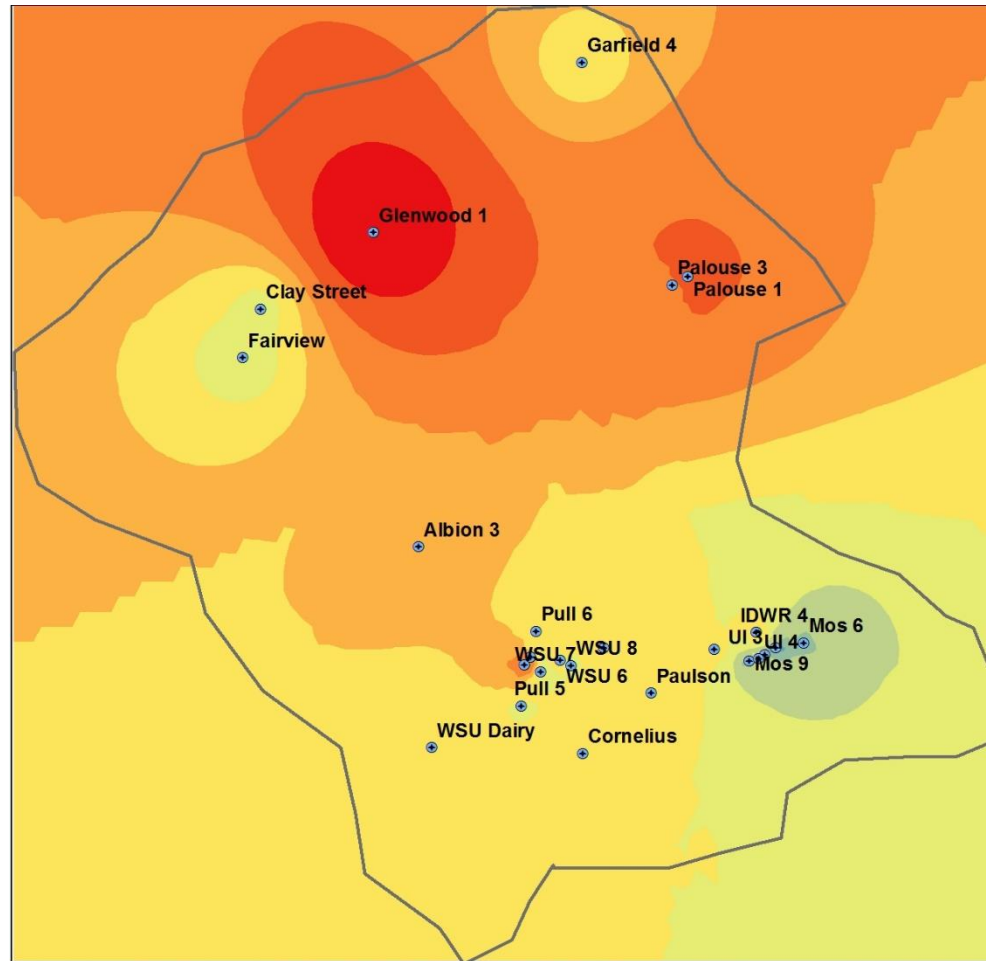 Garfield 4
Glenwood 1
Palouse 3
Palouse 1
Clay Street
Fairview
Albion 3
Pull 6
IDWR 4
Mos 6
UI 3
UI 4
WSU 8
WSU 7
Mos 9
WSU 6
Paulson
Pull 5
WSU Dairy
Cornelius